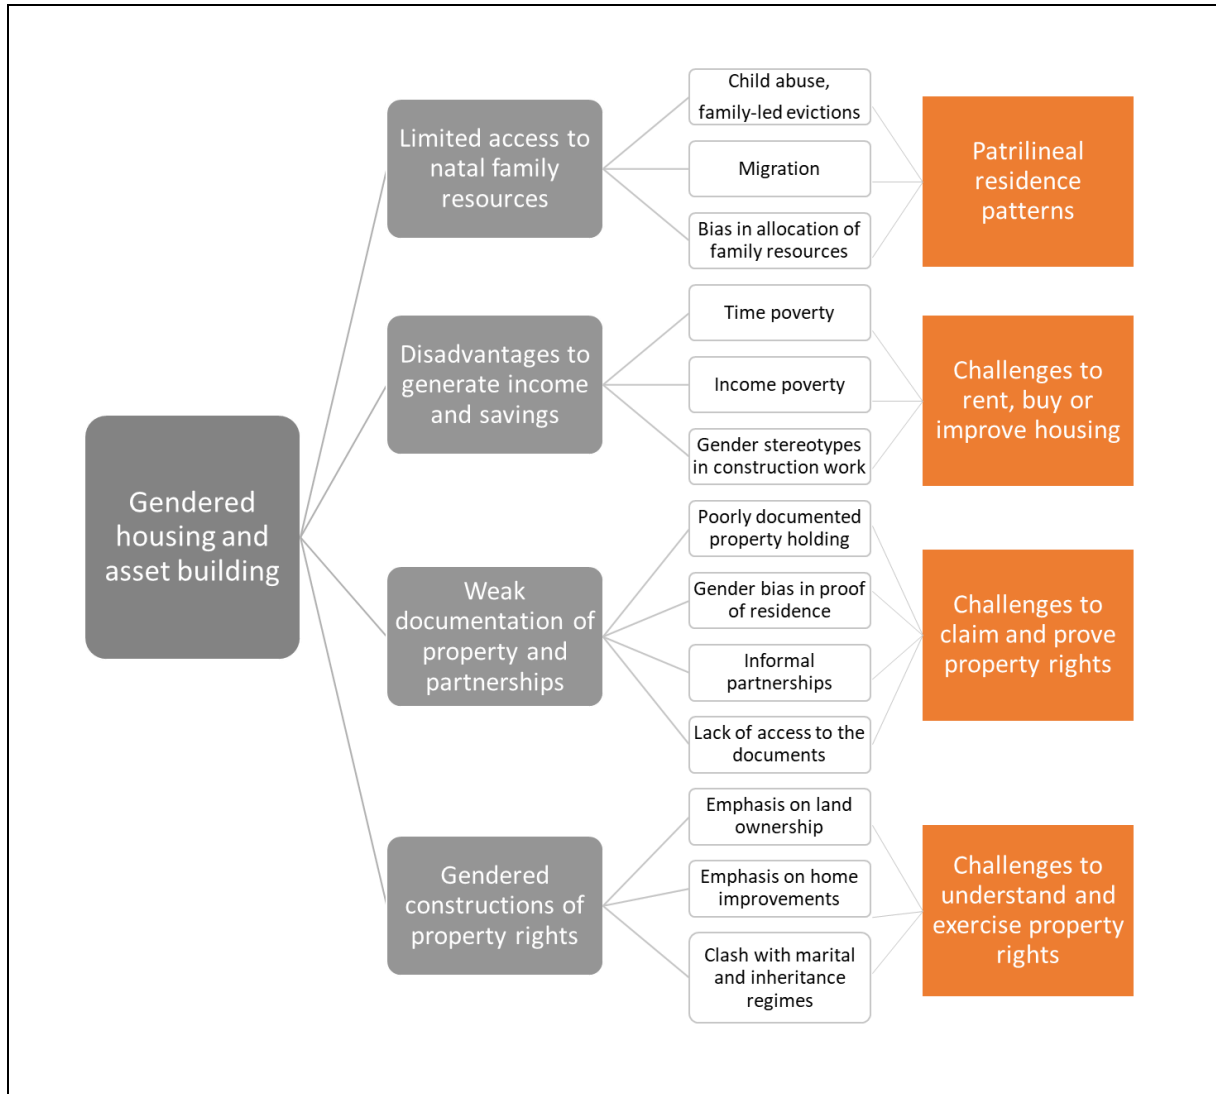 Gendered
housing and
asset building
Limited access to
natal family
resources
Child abuse,
family-led evictions
Migration
Bias in allocation of
family resources
Patrilineal
residence
patterns
Disadvantages to
generate income
and savings
Time poverty
Income poverty
Gender stereotypes
in construction work
Challenges to
rent, buy or
improve housing
Weak
documentation of
property and
partnerships
Poorly documented
property holding
Gender bias in proof
of residence
Informal
partnerships
Lack of access to the
documents
Challenges to
claim and prove
property rights
Gendered
constructions of
property rights
Emphasis on land
ownership
Emphasis on home
improvements
Clash with marital
and inheritance
regimes
Challenges to
understand and
exercise property
rights